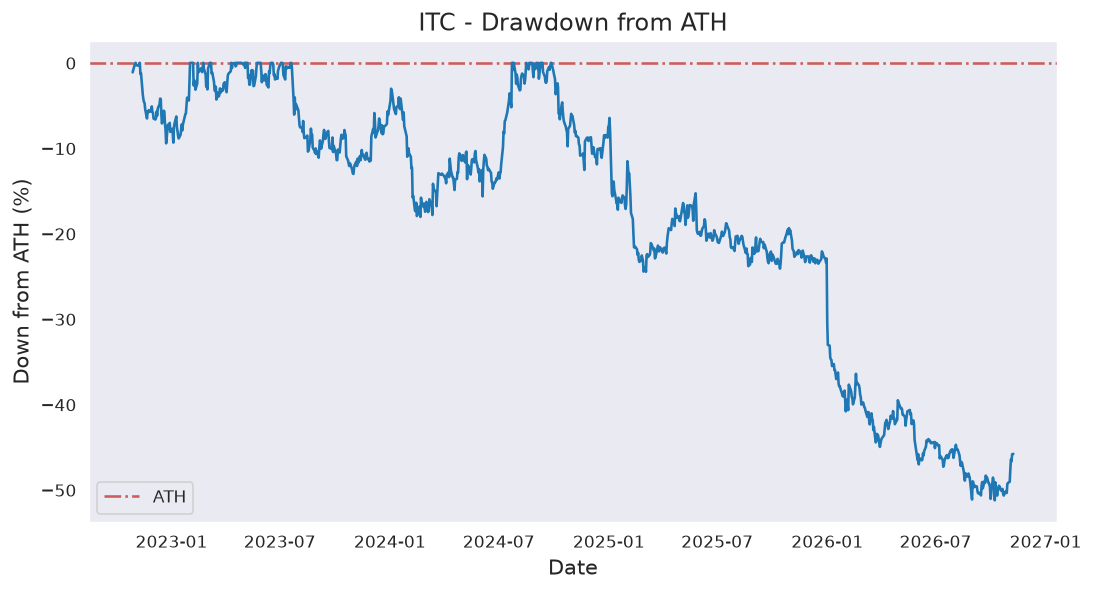 ITC - Drawdown from ATH
Down from ATH (%)
0
−10
−20
−30
−40
−50
ATH
2023-01 2023-07 2024-01 2024-07 2025-01 2025-07 2026-01 2026-07 2027-01
Date